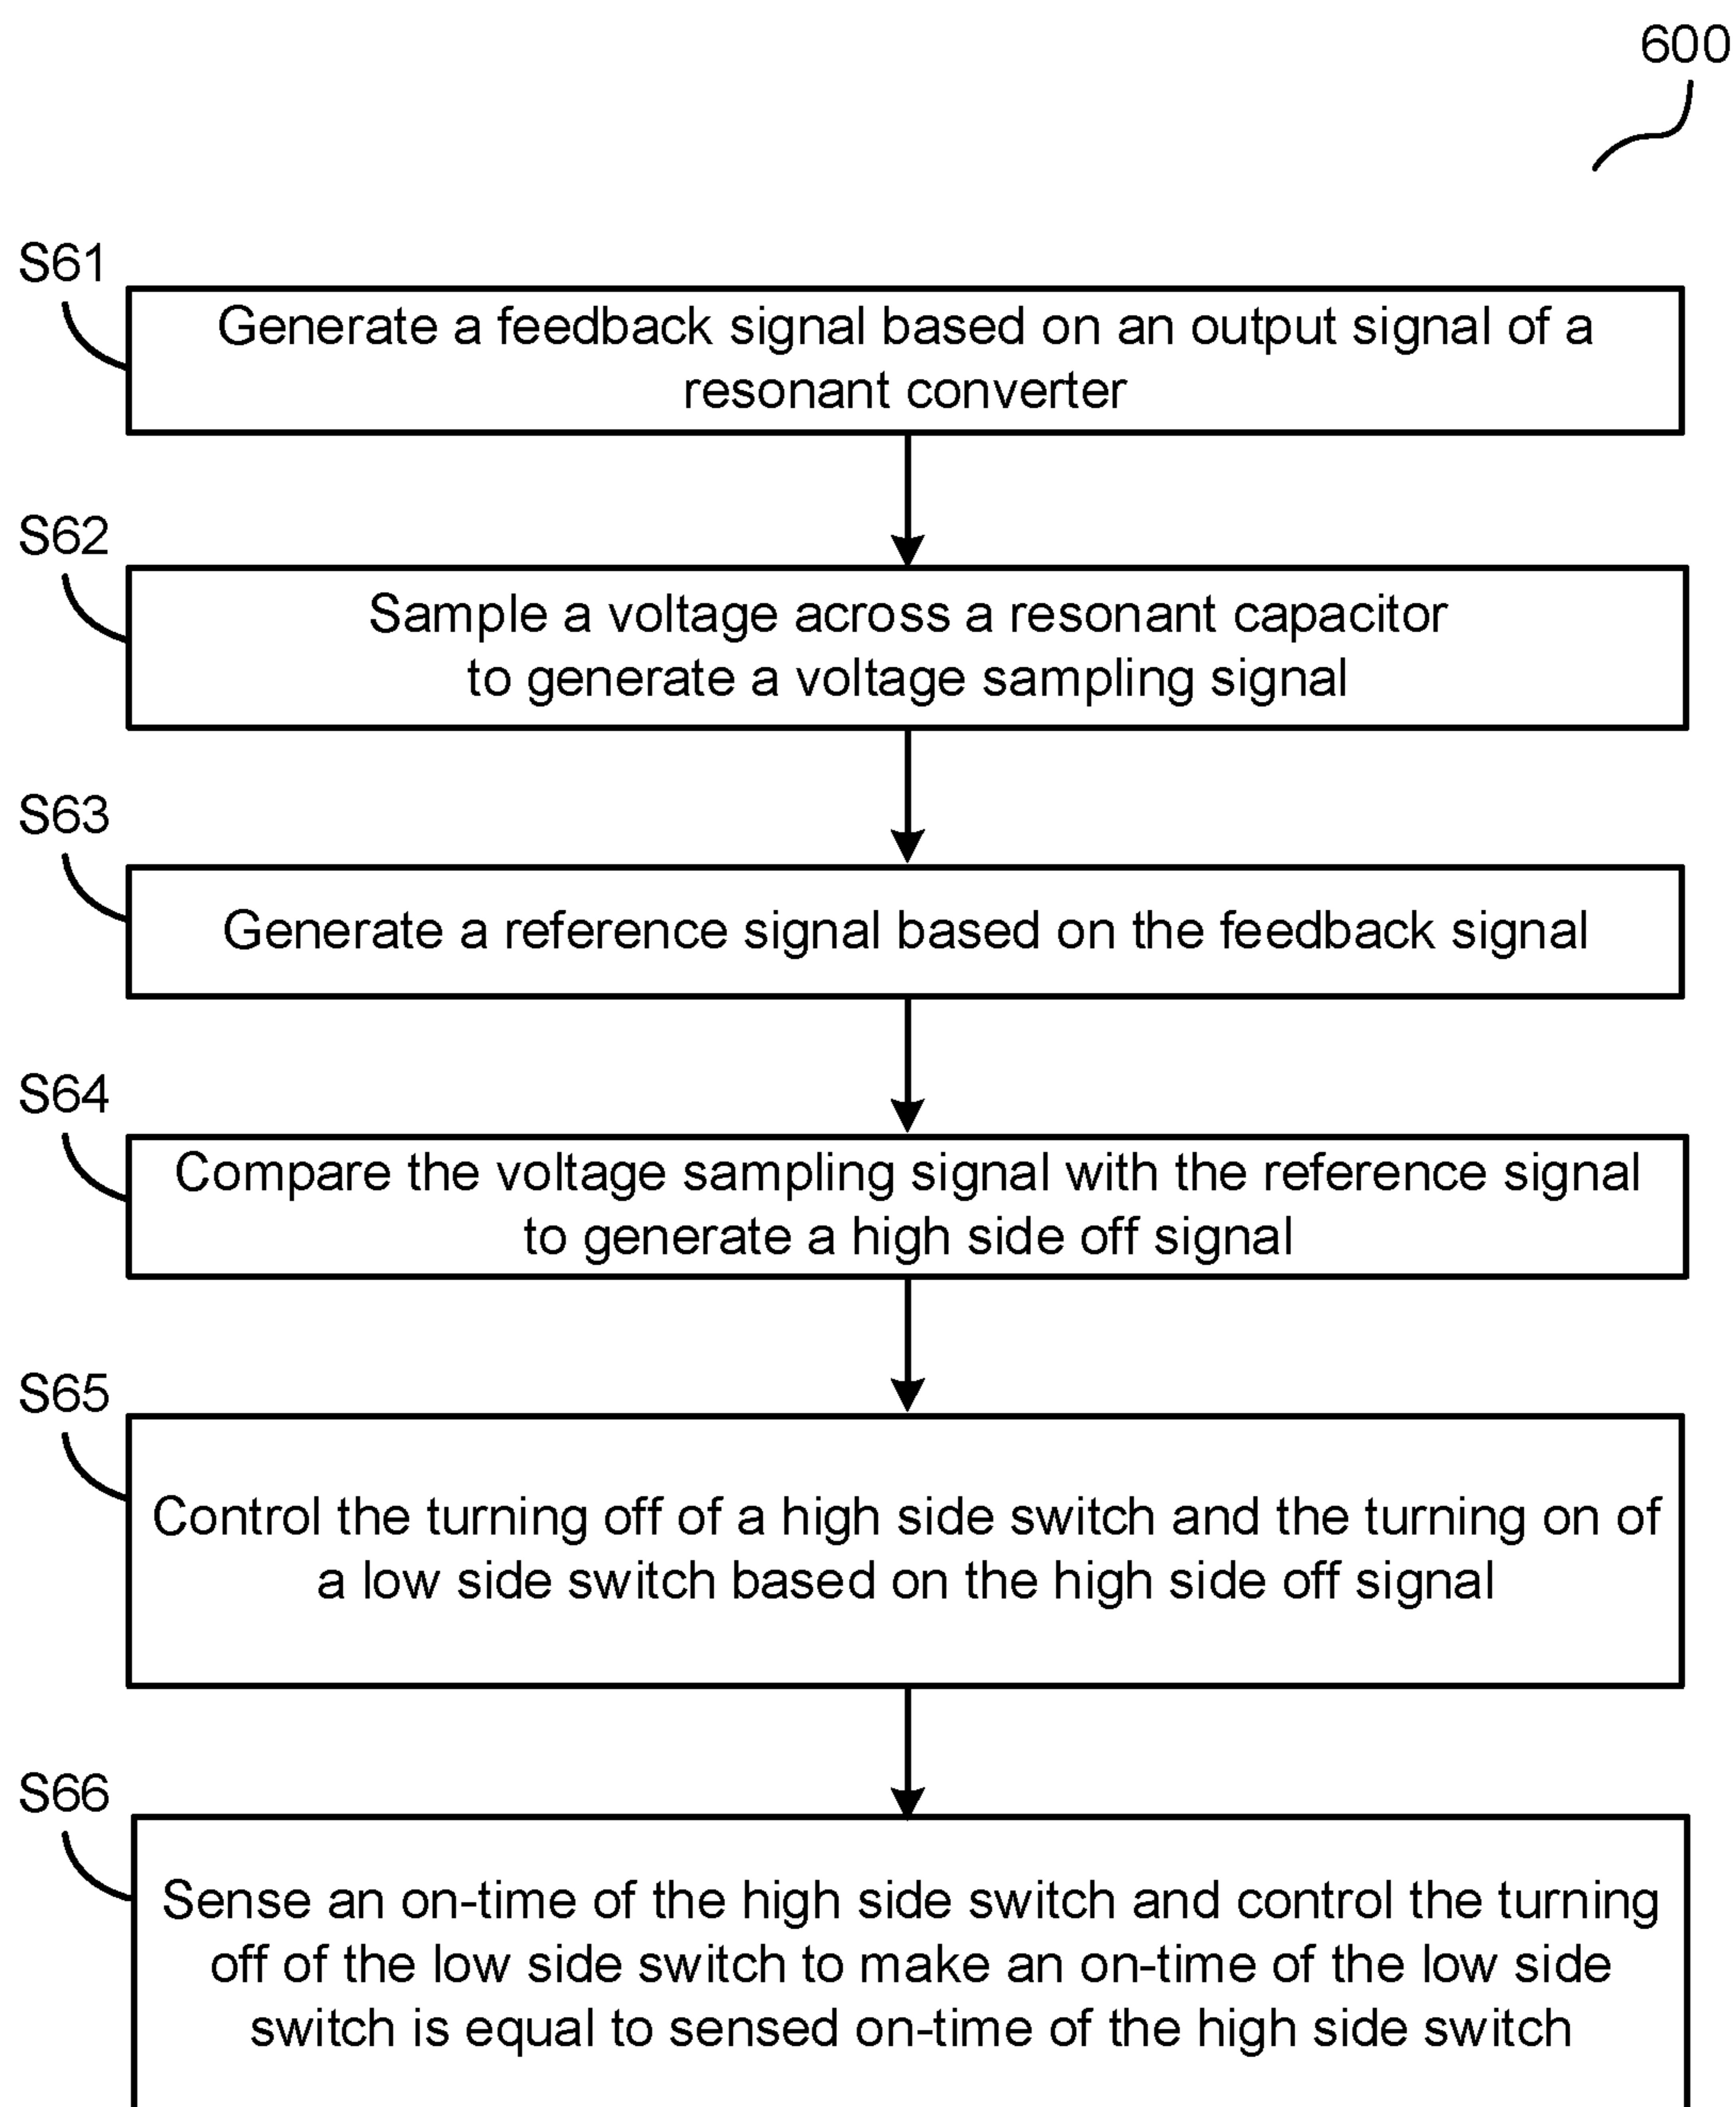 600
S61
Generate a feedback signal based on an output signal of a
resonant converter
S62
Sample a voltage across a resonant capacitor
to generate a voltage sampling signal
S63
Generate a reference signal based on the feedback signal
S64
Compare the voltage sampling signal with the reference signal
to generate a high side off signal
S65
Control the turning off of a high side switch and the turning on of
a low side switch based on the high side off signal
S66
Sense an on-time of the high side switch and control the turning
off of the low side switch to make an on-time of the low side
switch is equal to sensed on-time of the high side switch